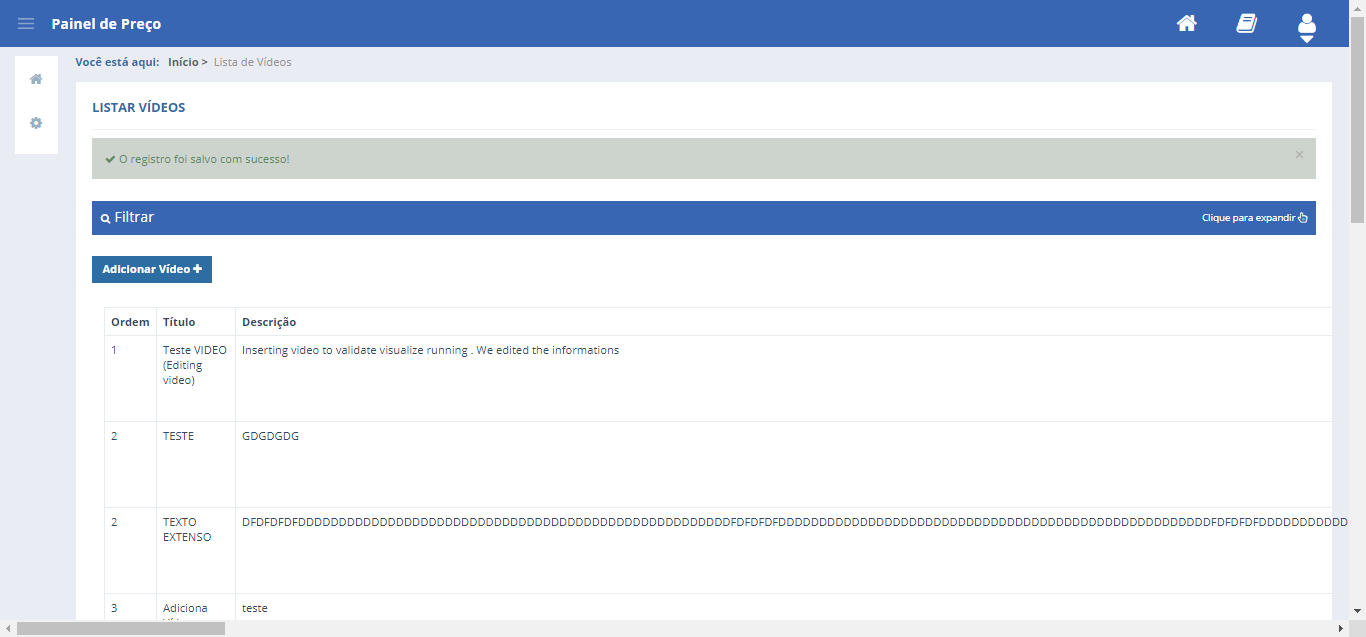 Painel de Preço
Você está aqui: Início > Lista de Vídeos
LISTAR VÍDEOS
O registro foi salvo com sucesso!
Filtrar
Clique para expandir
Adicionar Vídeo
Ordem Título Descrição
1 Teste VIDEO Inserting video to validate visualize running . We edited the informations
(Editing
video)
2 TESTE GDGDGDG
2 TEXTO
EXTENSO
3 Adiciona teste